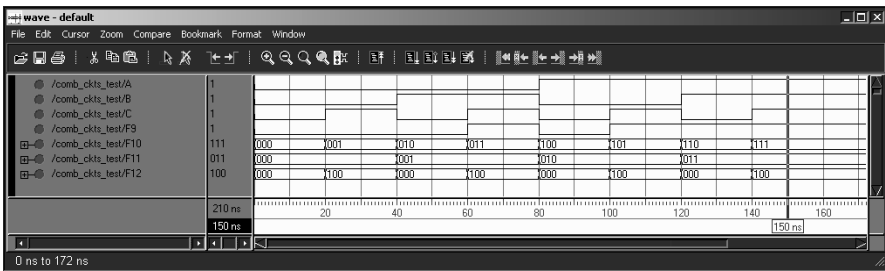 wave - default
File Edit Cursor Zoom Compare Bookmark Format Window
/comb_ckts_test/A 1
/comb_ckts_test/B 1
/comb_ckts_test/C 1
/comb_ckts_test/F9 1
/comb_ckts_test/F10 111 000 001 010 011 100 101 110 111
/comb_ckts_test/F11 011 000 001 010 011
/comb_ckts_test/F12 100 000 100 000 100 000 100 000 100
210 ns
20 40 60 80 100 120 140 160
150 ns 150 ns
0 ns to 172 ns